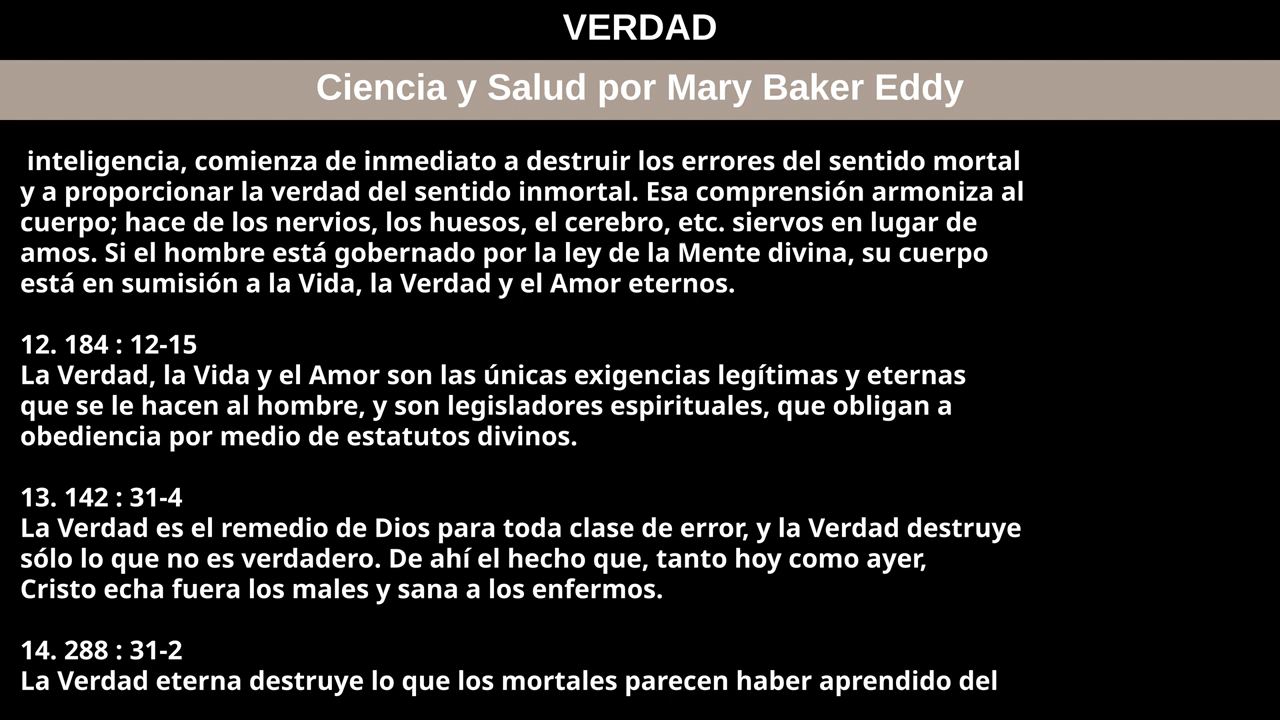 VERDAD
Ciencia y Salud por Mary Baker Eddy
inteligencia, comienza de inmediato a destruir los errores del sentido mortal
y a proporcionar la verdad del sentido inmortal. Esa comprensión armoniza al
cuerpo; hace de los nervios, los huesos, el cerebro, etc. siervos en lugar de
amos. Si el hombre está gobernado por la ley de la Mente divina, su cuerpo
está en sumisión a la Vida, la Verdad y el Amor eternos.
12. 184 : 12-15
La Verdad, la Vida y el Amor son las únicas exigencias legítimas y eternas
que se le hacen al hombre, y son legisladores espirituales, que obligan a
obediencia por medio de estatutos divinos.
13. 142 : 31-4
La Verdad es el remedio de Dios para toda clase de error, y la Verdad destruye
sólo lo que no es verdadero. De ahí el hecho que, tanto hoy como ayer,
Cristo echa fuera los males y sana a los enfermos.
14. 288 : 31-2
La Verdad eterna destruye lo que los mortales parecen haber aprendido del